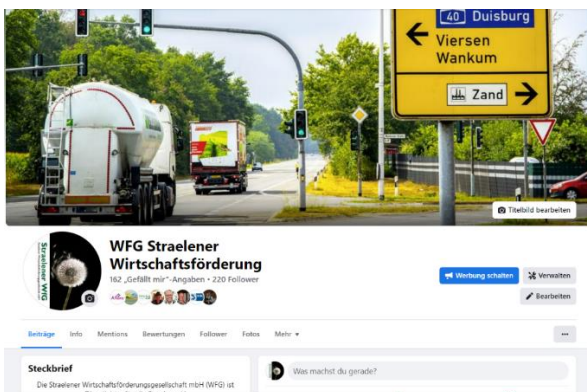 40 Duisburg
Viersen
Wankum
Zand
Titelbild bearbeiten
WFG Straelener
Wirtschaftsförderung
162 „Gefällt mir“-Angaben • 220 Follower
Werbung schalten
Verwalten
Bearbeiten
Beiträge Info Mentions Bewertungen Follower Fotos Mehr
Steckbrief
Was machst du gerade?
Die Straelener Wirtschaftsförderungsgesellschaft mbH (WFG) ist